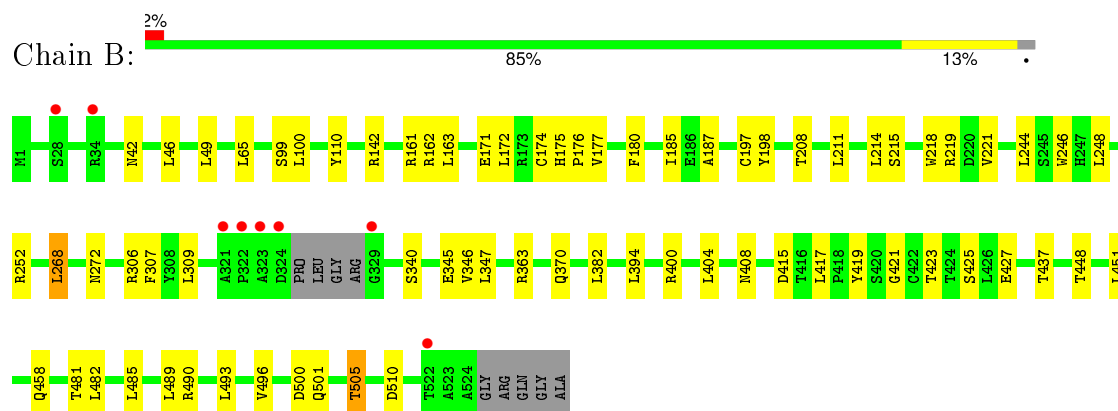 2%
Chain B:
85% 13% •
M1 S28 R34 N42 L46 L49 L65 S99 L100 Y110 R142 R161 R162 L163 E171 L172 R173 C174 H175 P176 V177 F180 I185 E186 A187 C197 Y198 T208 L211 L214 S215 W218 R219 D220 V221 L244 S245 W246 H247 L248
R252 L268 N272 R306 F307 Y308 L309 A321 P322 A323 D324 PRO LEU GLY ARG G329 S340 E345 V346 L347 R363 Q370 L382 L394 R400 L404 N408 D415 T416 L417 P418 Y419 S420 G421 C422 T423 T424 S425 L426 E427 T437 T448 L451
Q458 T481 L482 L485 L489 R490 L493 V496 D500 Q501 T505 D510 T522 A523 A524 GLY ARG GLN GLY ALA